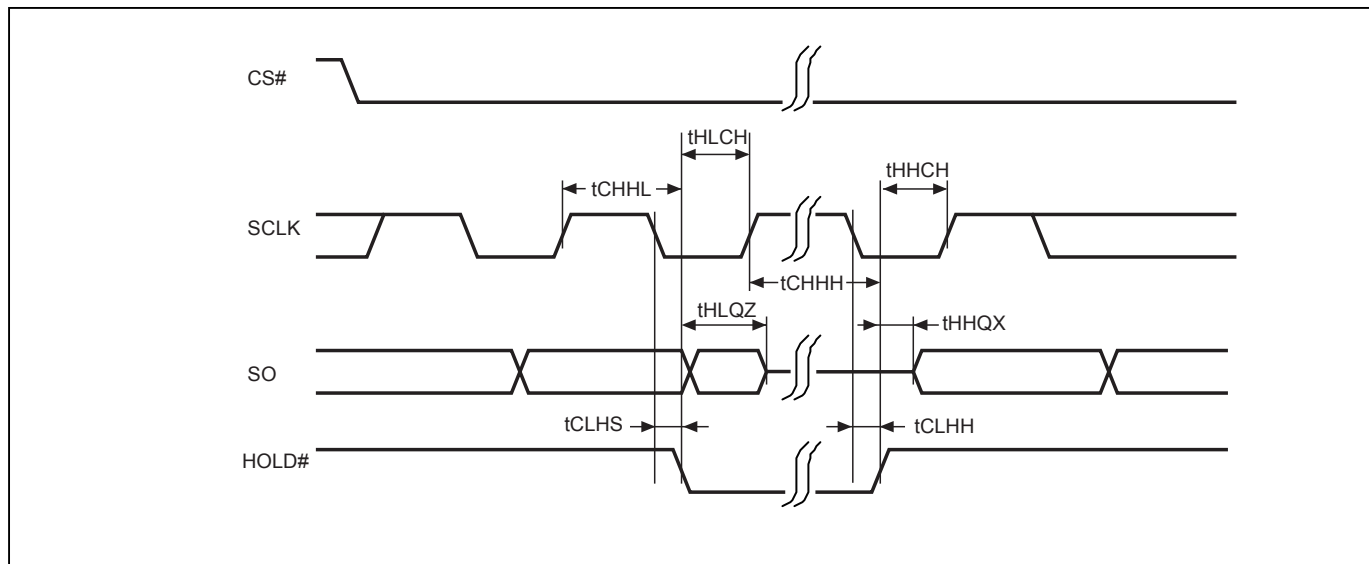 CS#
tHLCH
tHHCH
tCHHL
SCLK
tCHHH
tHLQZ
tHHQX
SO
tCLHS
tCLHH
HOLD#